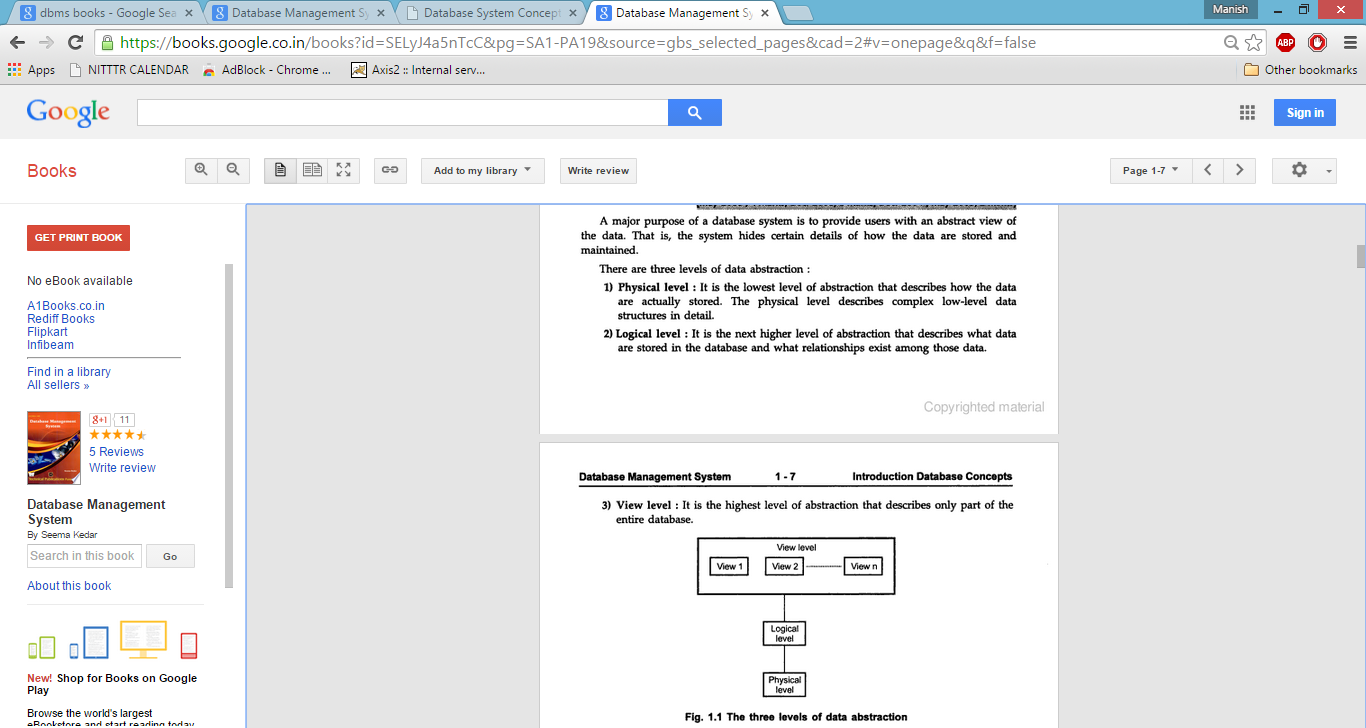 dbms books - Google Sea
Database Management Sy
Database System Concept
Database Management Sy
Manish
https://books.google.co.in/books?id=SELyJ4a5nTcC&pg=SA1-PA19&source=gbs_selected_pages&cad=2#v=onepage&q&f=false
ABP
Apps
NITTTR CALENDAR
AdBlock - Chrome ...
Axis2 :: Internal serv...
Other bookmarks
Google
Sign in
Books
Add to my library
Write review
Page 1-7
GET PRINT BOOK
No eBook available
A1Books.co.in
Rediff Books
Flipkart
Infibeam
Find in a library
All sellers »
Database Management
System
g+1 11
5 Reviews
Write review
Database Management
System
By Seema Kedar
Search in this book
Go
About this book
New! Shop for Books on Google
Play
Browse the world's largest
eBookstore and start reading today
A major purpose of a database system is to provide users with an abstract view of
the data. That is, the system hides certain details of how the data are stored and
maintained.
There are three levels of data abstraction :
1) Physical level : It is the lowest level of abstraction that describes how the data
are actually stored. The physical level describes complex low-level data
structures in detail.
2) Logical level : It is the next higher level of abstraction that describes what data
are stored in the database and what relationships exist among those data.
Copyrighted material
Database Management System 1 - 7 Introduction Database Concepts
3) View level : It is the highest level of abstraction that describes only part of the
entire database.
View level
View 1 View 2 View n
Logical
level
Physical
level
Fig. 1.1 The three levels of data abstraction